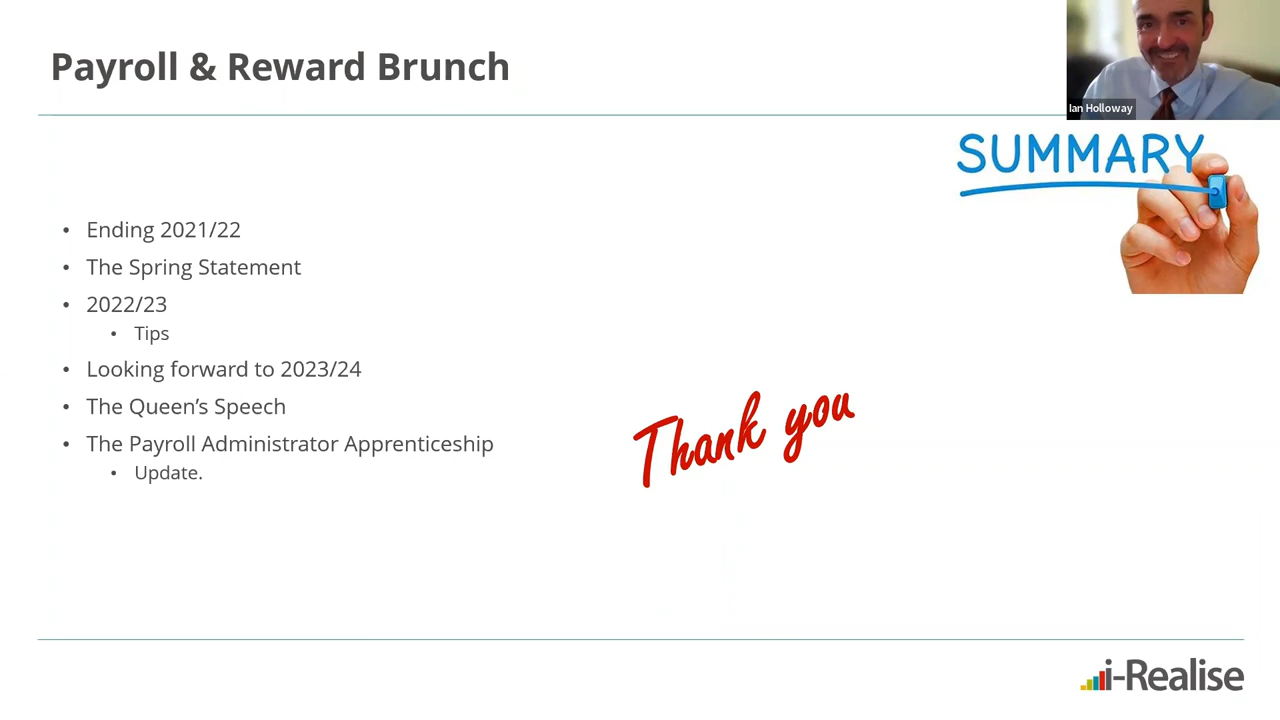 Payroll & Reward Brunch
Ian Holloway
SUMMARY
• Ending 2021/22
• The Spring Statement
• 2022/23
• Tips
• Looking forward to 2023/24
• The Queen’s Speech
• The Payroll Administrator Apprenticeship
• Update.
Thank you
i-Realise